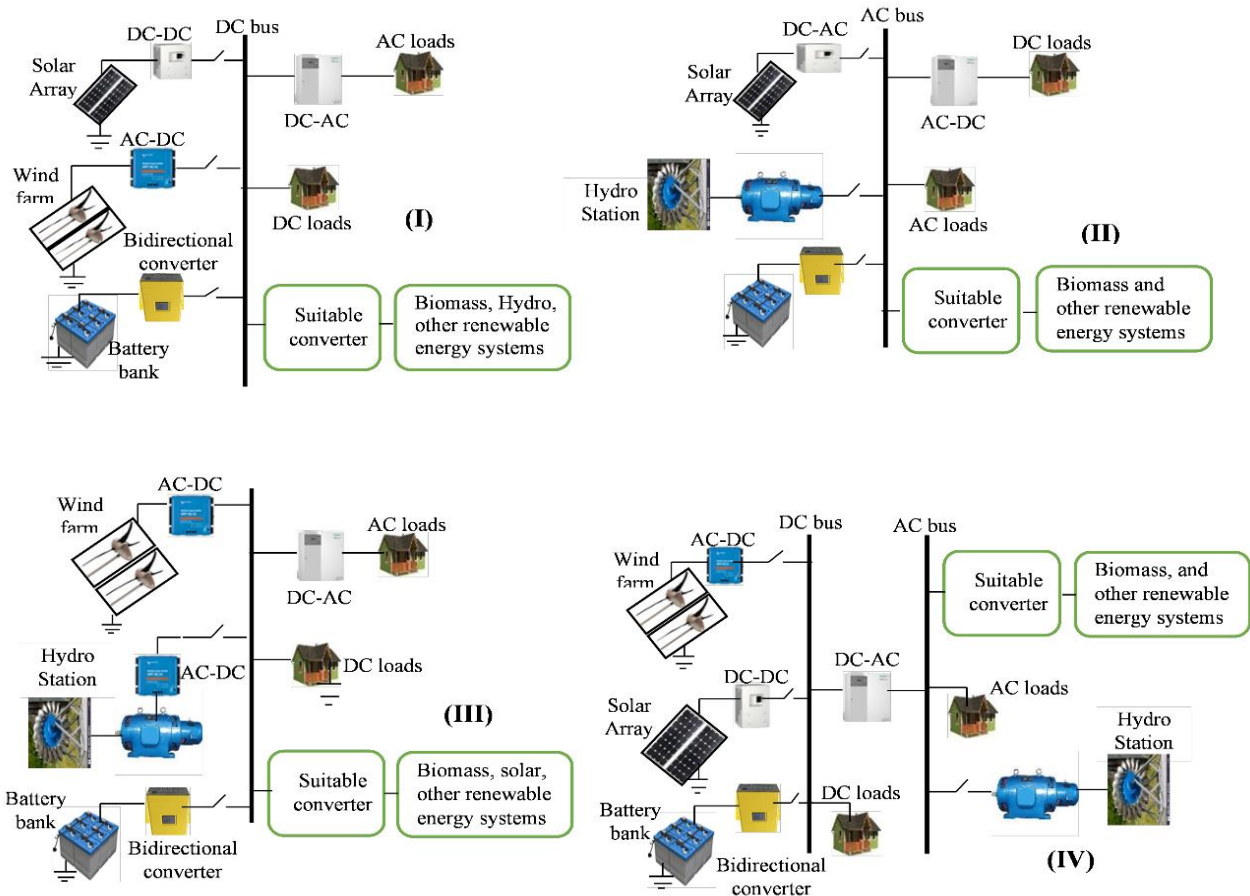 DC-DC
DC bus
AC loads
Solar
Array
DC-AC
AC-DC
Wind
farm
DC loads
(I)
Bidirectional
converter
Battery
bank
Suitable
converter
Biomass, Hydro,
other renewable
energy systems
AC bus
DC-AC
DC loads
Solar
Array
AC-DC
Hydro
Station
AC loads
(II)
Suitable
converter
Biomass and
other renewable
energy systems
AC-DC
Wind
farm
AC loads
DC-AC
Hydro
Station
AC-DC
DC loads
(III)
Battery
bank
Bidirectional
converter
Suitable
converter
Biomass, solar,
other renewable
energy systems
DC bus
AC bus
AC-DC
Wind
farm
Suitable
converter
Biomass, and
other renewable
energy systems
DC-AC
DC-DC
Solar
Array
AC loads
Hydro
Station
Battery
bank
DC loads
Bidirectional
converter
(IV)